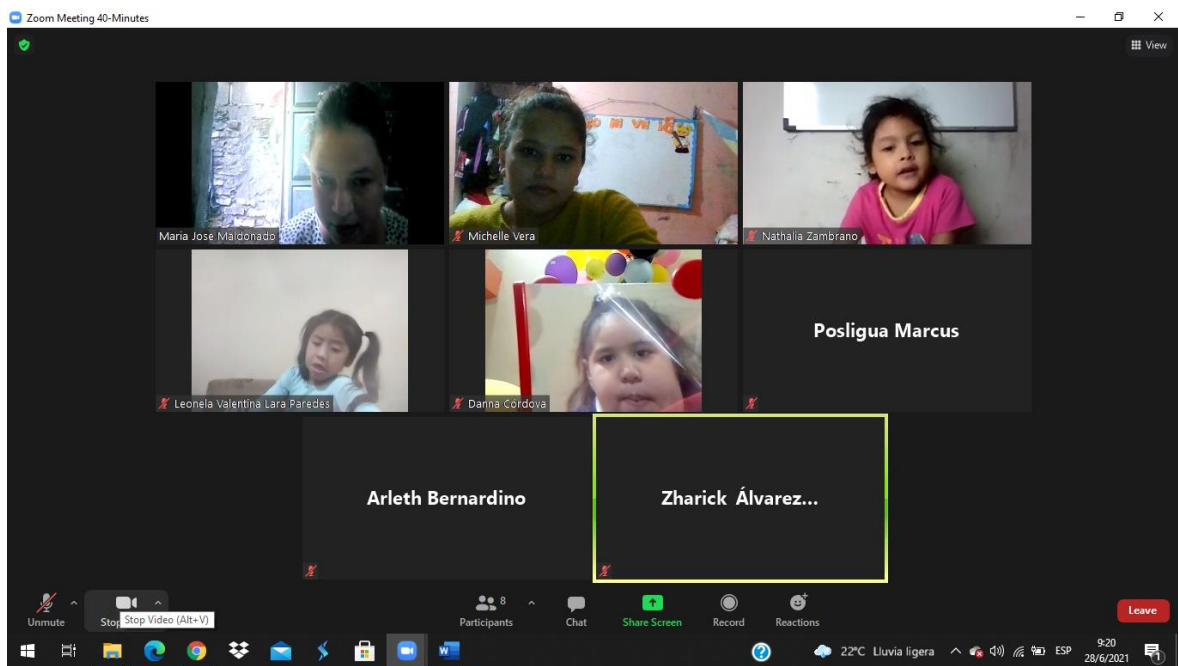 Zoom Meeting 40-Minutes
View
Maria Jose Maldonado
Michelle Vera
Nathalia Zambrano
Leonela Valentina Lara Paredes
Danna Córdova
Posligua Marcus
Arleth Bernardino
Zharick Álvarez...
Unmute
Stop Video (Alt+V)
Participants
8
Chat
Share Screen
Record
Reactions
Leave
22°C Lluvia ligera
ESP
9:20
28/6/2021